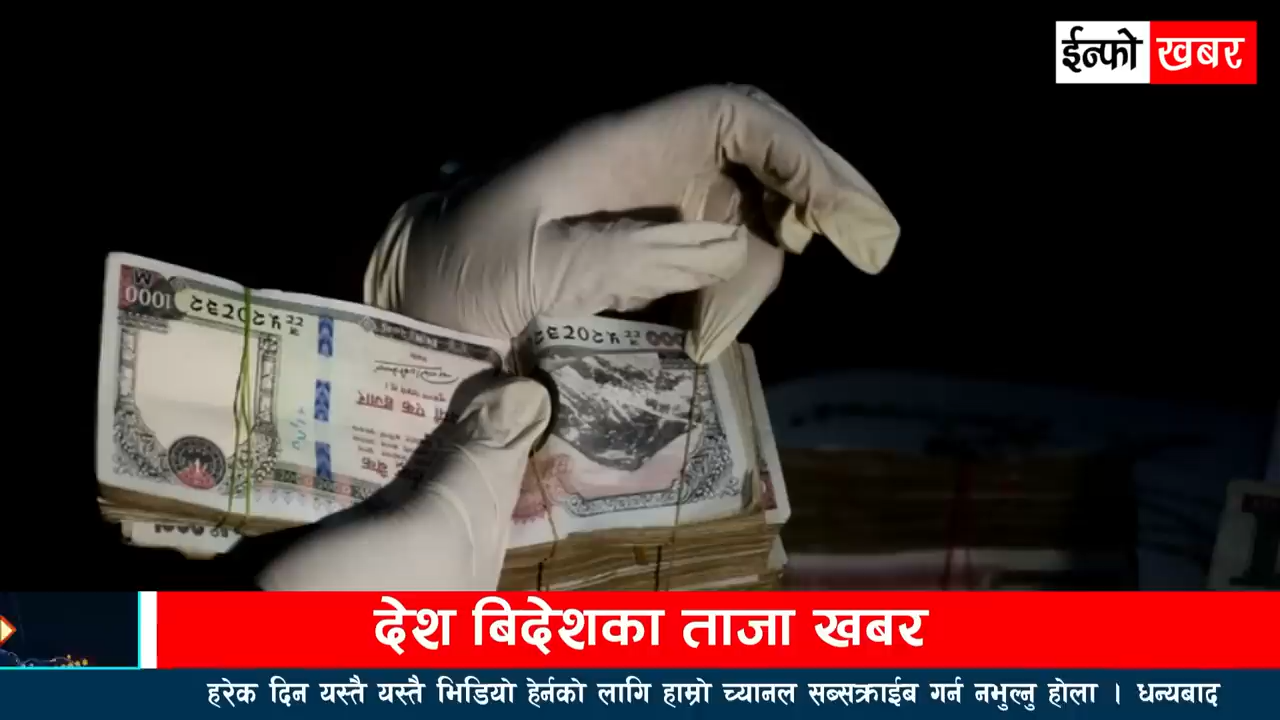 ईन्फो खबर
1000
देश बिदेशका ताजा खबर
हरेक दिन यस्तै यस्तै भिडियो हेर्नको लागि हाम्रो च्यानल सब्सक्राईब गर्न नभुल्नु होला । धन्यबाद